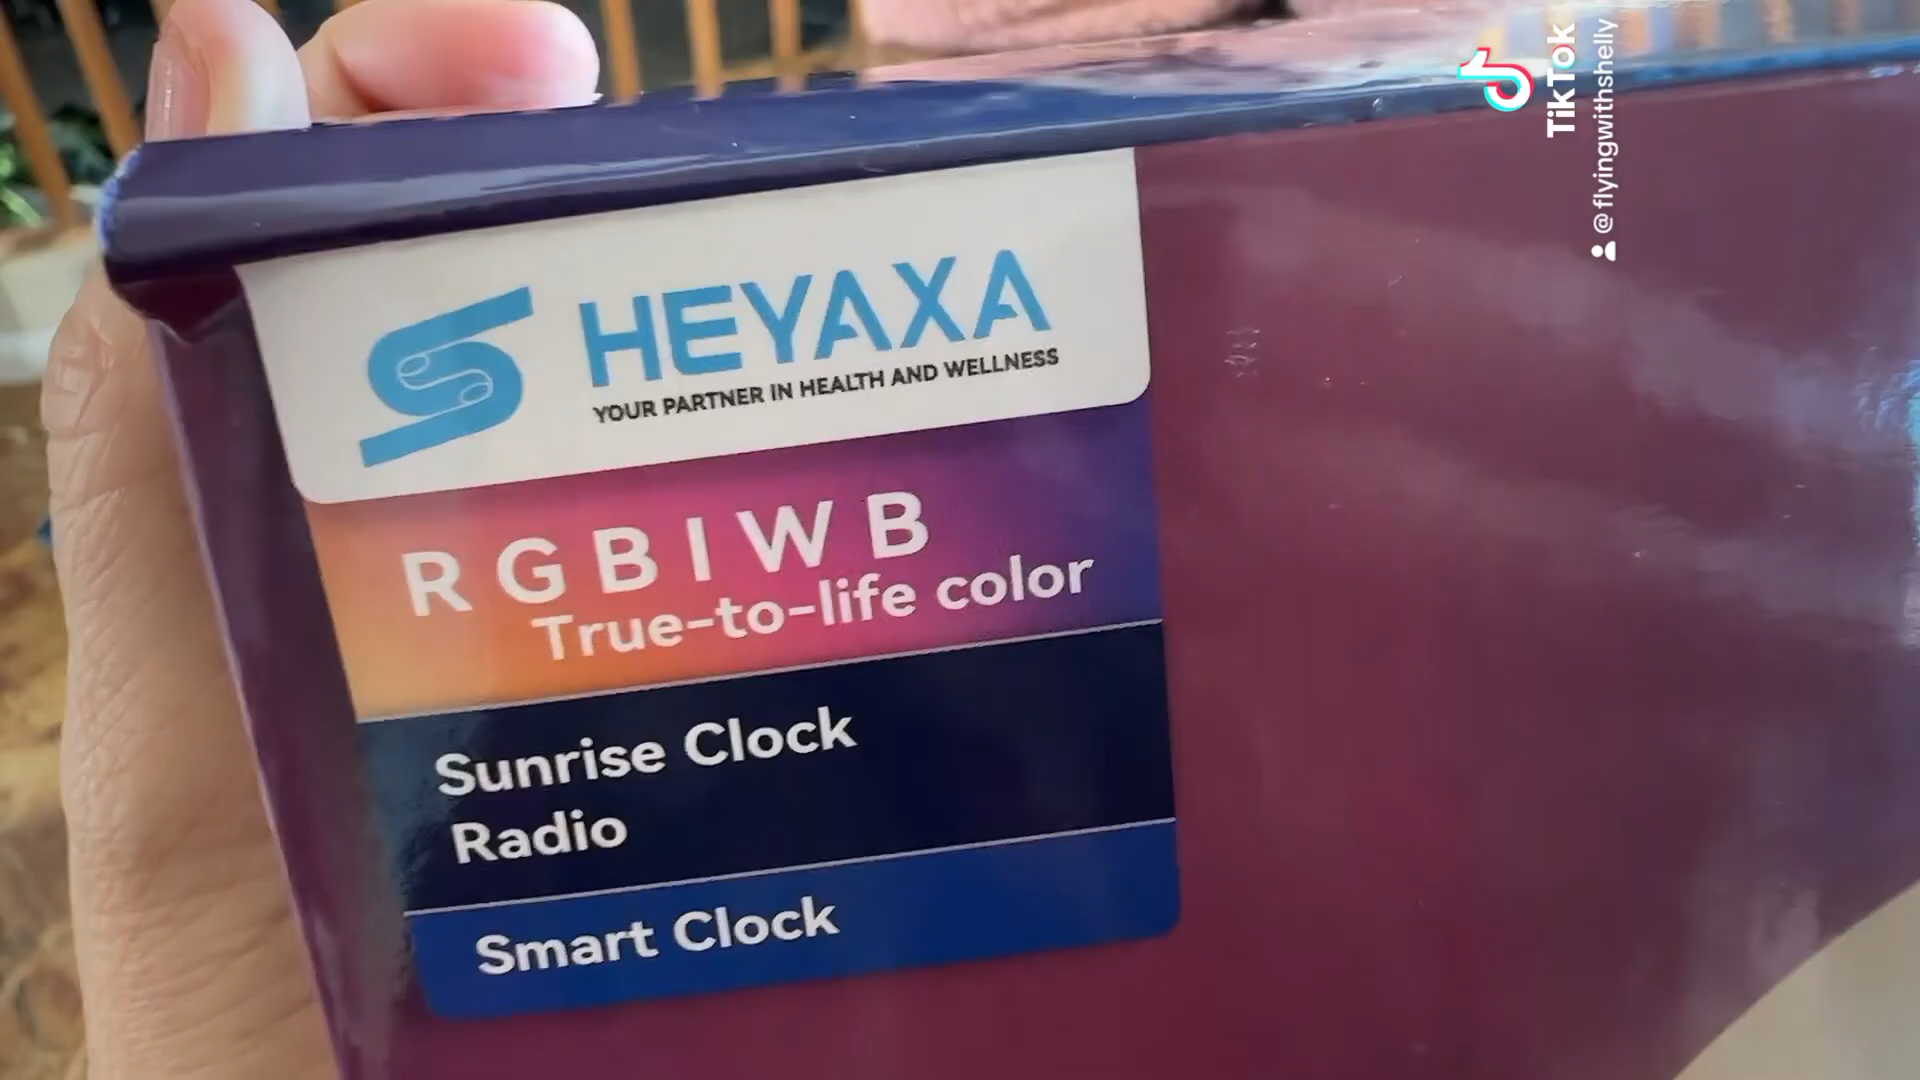 HEYAXA
YOUR PARTNER IN HEALTH AND WELLNESS
RGBIWB
True-to-life color
Sunrise Clock
Radio
Smart Clock
TikTok
@flyingwithshelly